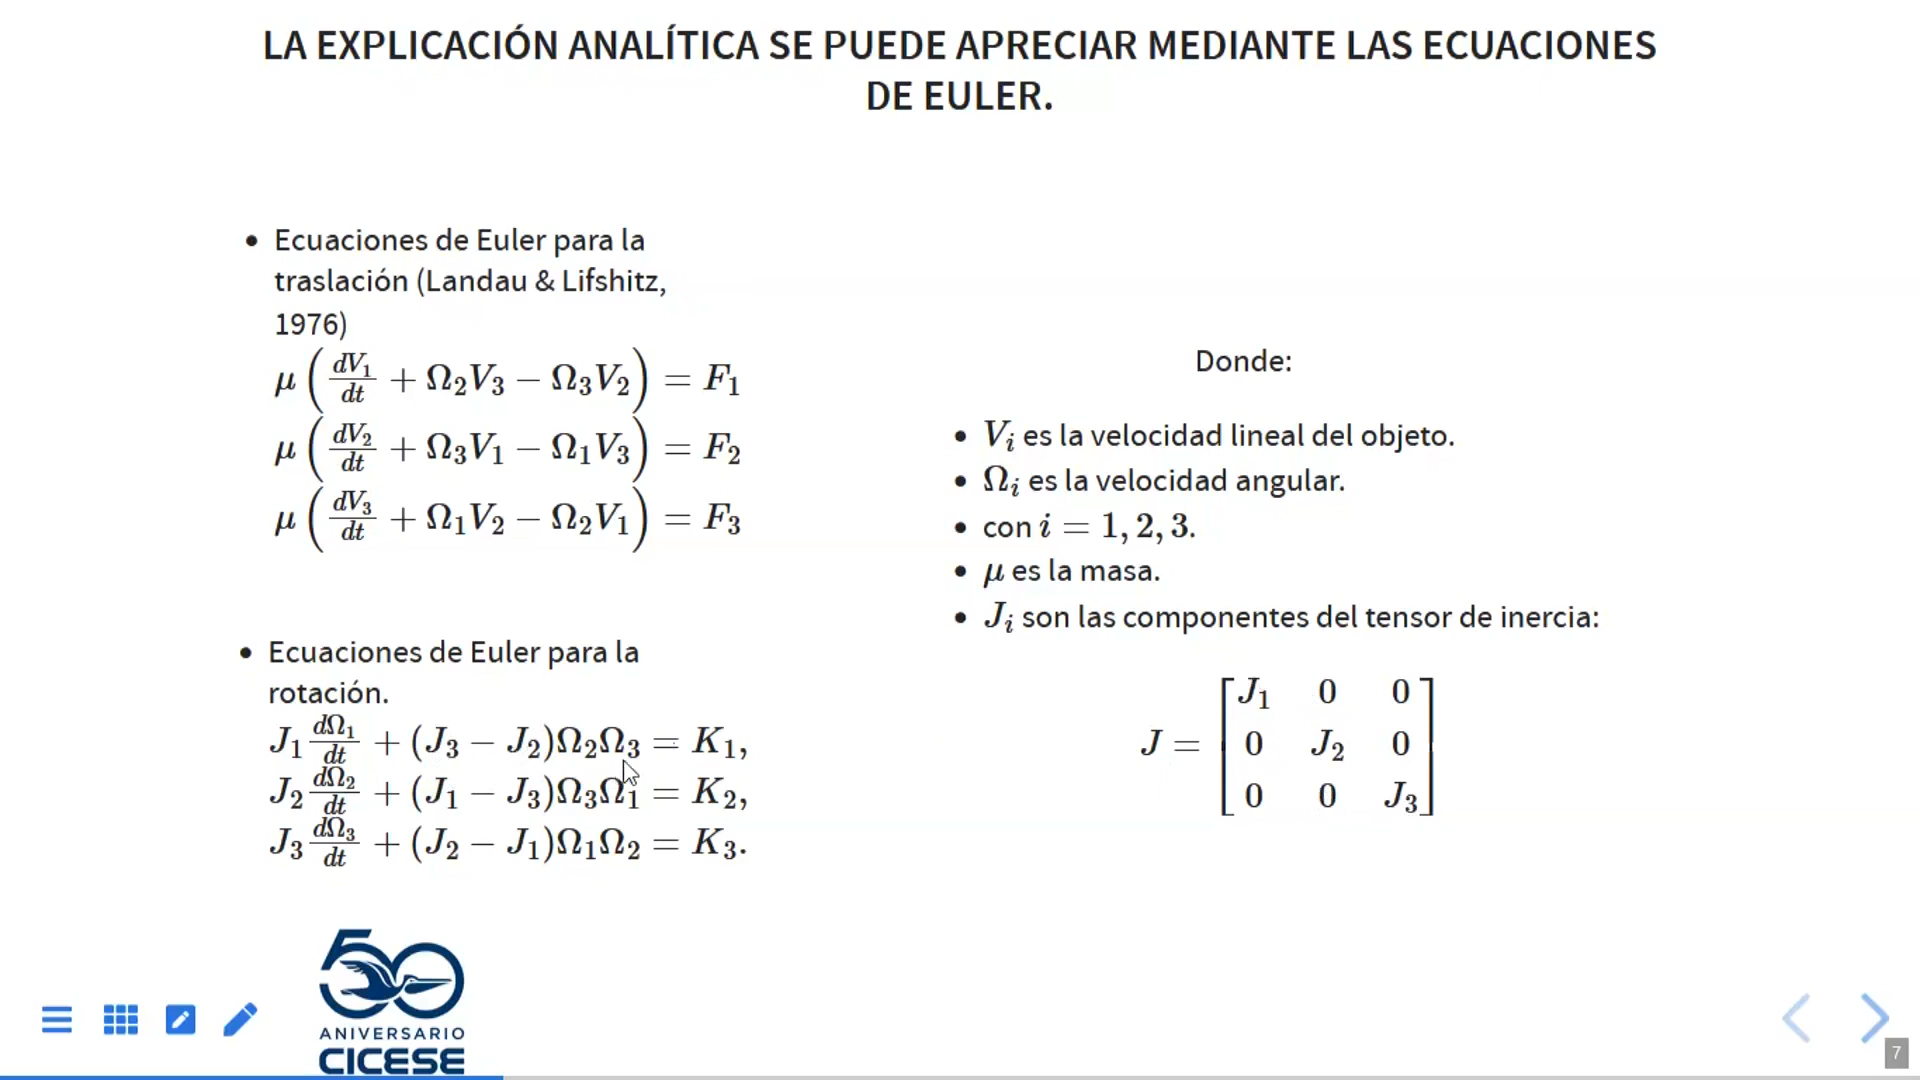 LA EXPLICACIÓN ANALÍTICA SE PUEDE APRECIAR MEDIANTE LAS ECUACIONES
DE EULER.
• Ecuaciones de Euler para la
traslación (Landau & Lifshitz,
1976)
μ(dV₁/dt + Ω₂V₃ − Ω₃V₂) = F₁
μ(dV₂/dt + Ω₃V₁ − Ω₁V₃) = F₂
μ(dV₃/dt + Ω₁V₂ − Ω₂V₁) = F₃
• Ecuaciones de Euler para la
rotación.
J₁ dΩ₁/dt + (J₃ − J₂)Ω₂Ω₃ = K₁,
J₂ dΩ₂/dt + (J₁ − J₃)Ω₃Ω₁ = K₂,
J₃ dΩ₃/dt + (J₂ − J₁)Ω₁Ω₂ = K₃.
Donde:
• Vᵢ es la velocidad lineal del objeto.
• Ωᵢ es la velocidad angular.
• con i = 1, 2, 3.
• μ es la masa.
• Jᵢ son las componentes del tensor de inercia:
J₁ 0 0
J = 0 J₂ 0
0 0 J₃
50
ANIVERSARIO
CICESE
7